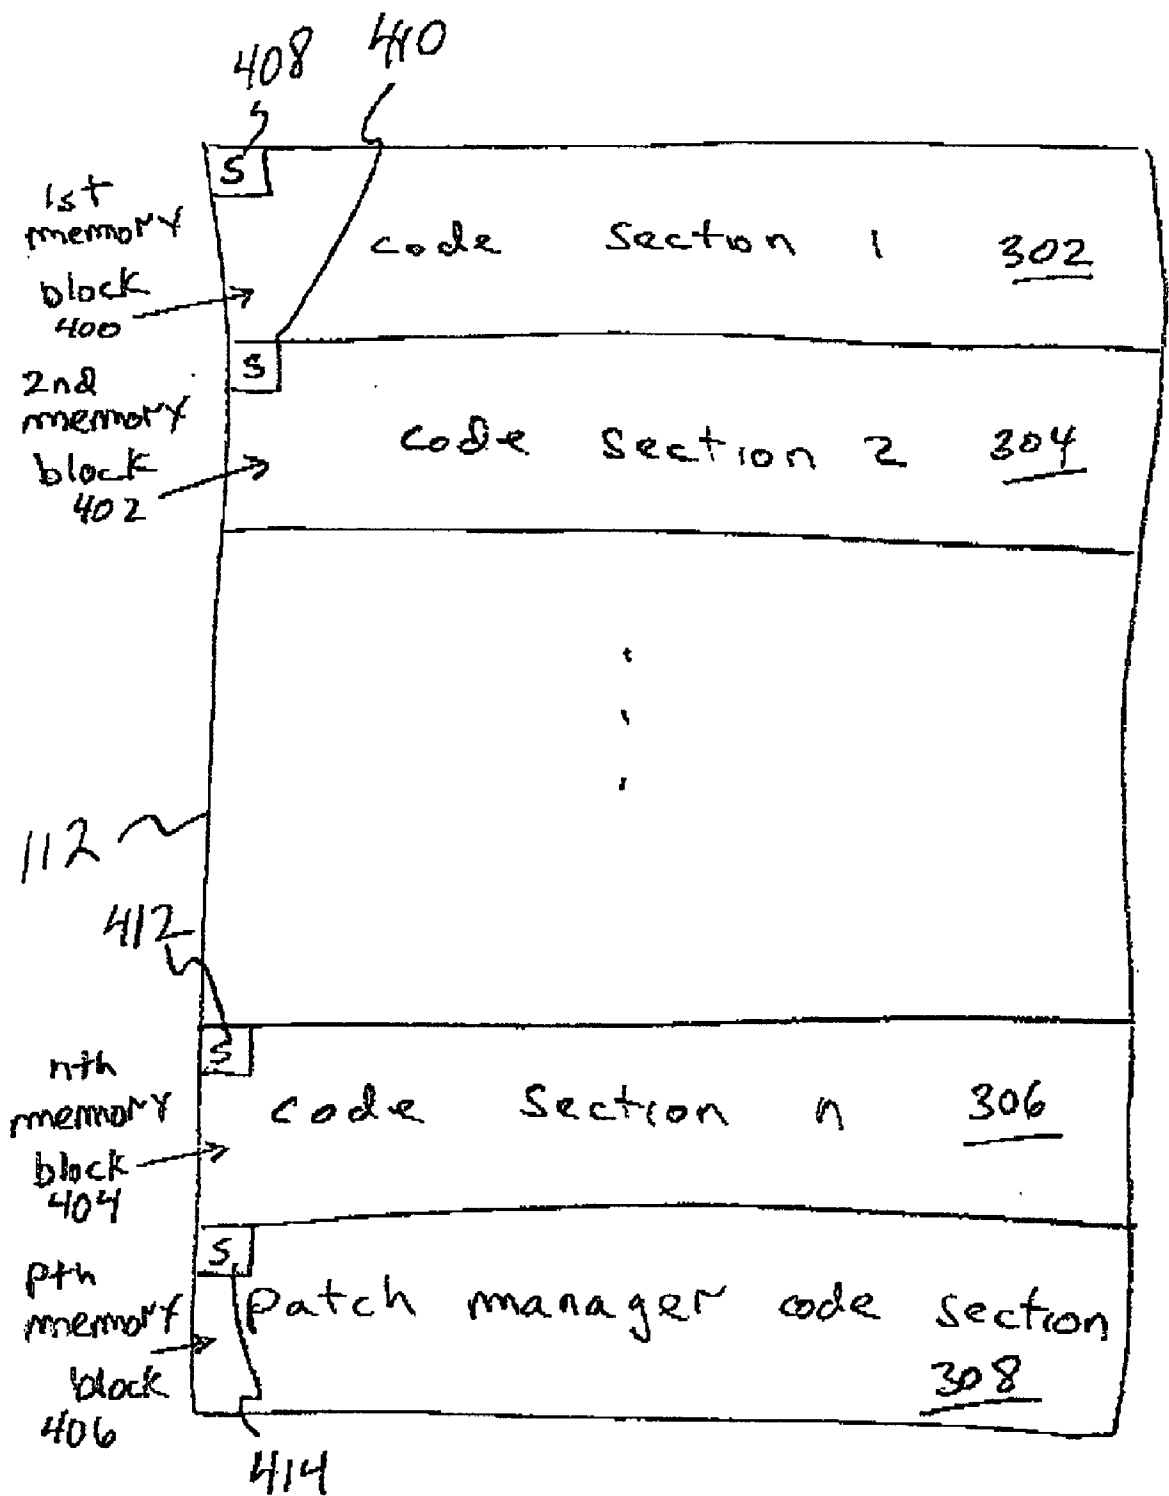 408
410
S
1st
memory
block
400
code section 1 302
S
2nd
memory
block
402
code section 2 304
112
412
S
nth
memory
block
404
code section n 306
S
pth
memory
block
406
patch manager code section
308
414